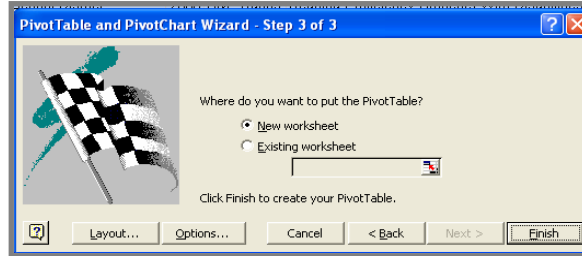 PivotTable and PivotChart Wizard - Step 3 of 3
Where do you want to put the PivotTable?
New worksheet
Existing worksheet
Click Finish to create your PivotTable.
Layout... Options... Cancel < Back Next > Finish